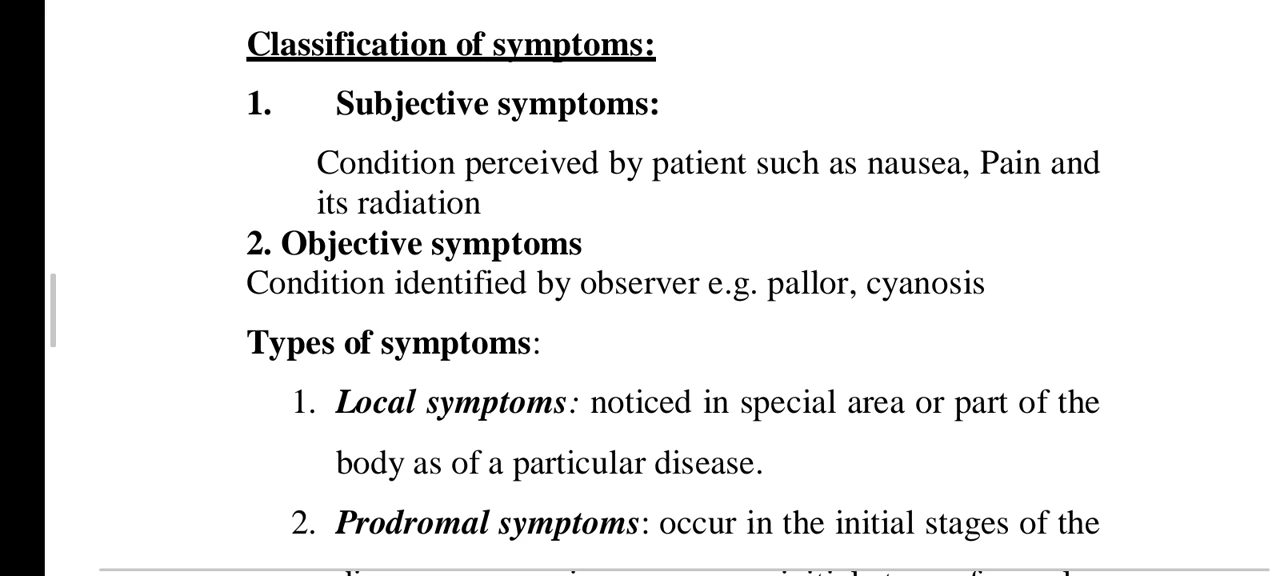 Classification of symptoms:
1. Subjective symptoms:
Condition perceived by patient such as nausea, Pain and
its radiation
2. Objective symptoms
Condition identified by observer e.g. pallor, cyanosis
Types of symptoms:
1. Local symptoms: noticed in special area or part of the
body as of a particular disease.
2. Prodromal symptoms: occur in the initial stages of the